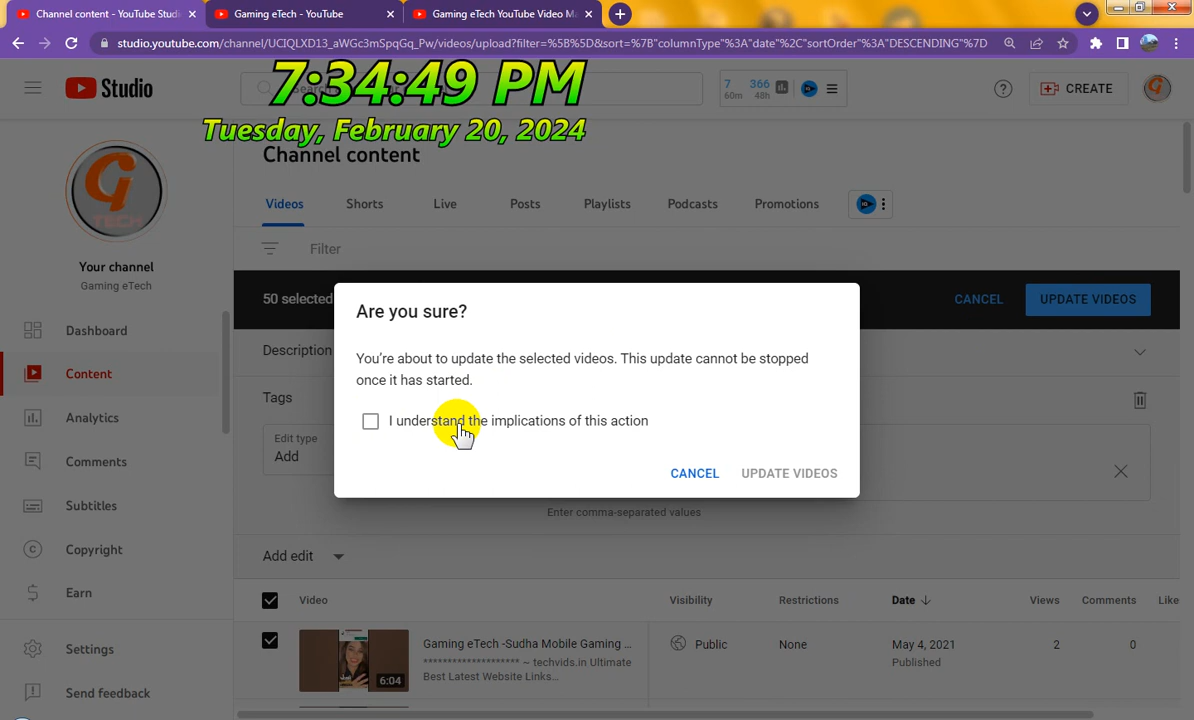 Channel content - YouTube Studi
Gaming eTech - YouTube
Gaming eTech YouTube Video Ma
studio.youtube.com/channel/UCIQLXD13_aWGc3mSpqGq_Pw/videos/upload?filter=%5B%5D&sort=%7B"columnType"%3A"date"%2C"sortOrder"%3A"DESCENDING"%7D
7:34:49 PM
Tuesday, February 20, 2024
Studio
7 60m
366 48h
CREATE
Channel content
Videos
Shorts
Live
Posts
Playlists
Podcasts
Promotions
Filter
Your channel
Gaming eTech
Dashboard
Content
Analytics
Comments
Subtitles
Copyright
Earn
Settings
Send feedback
50 selected
CANCEL
UPDATE VIDEOS
Description
Tags
Edit type
Add
Enter comma-separated values
Are you sure?
You're about to update the selected videos. This update cannot be stopped
once it has started.
I understand the implications of this action
CANCEL
UPDATE VIDEOS
Add edit
Video
Visibility
Restrictions
Date
Views
Comments
Like
Gaming eTech -Sudha Mobile Gaming ...
******************** ~ techvids.in Ultimate
Best Latest Website Links...
6:04
Public
None
May 4, 2021
Published
2
0